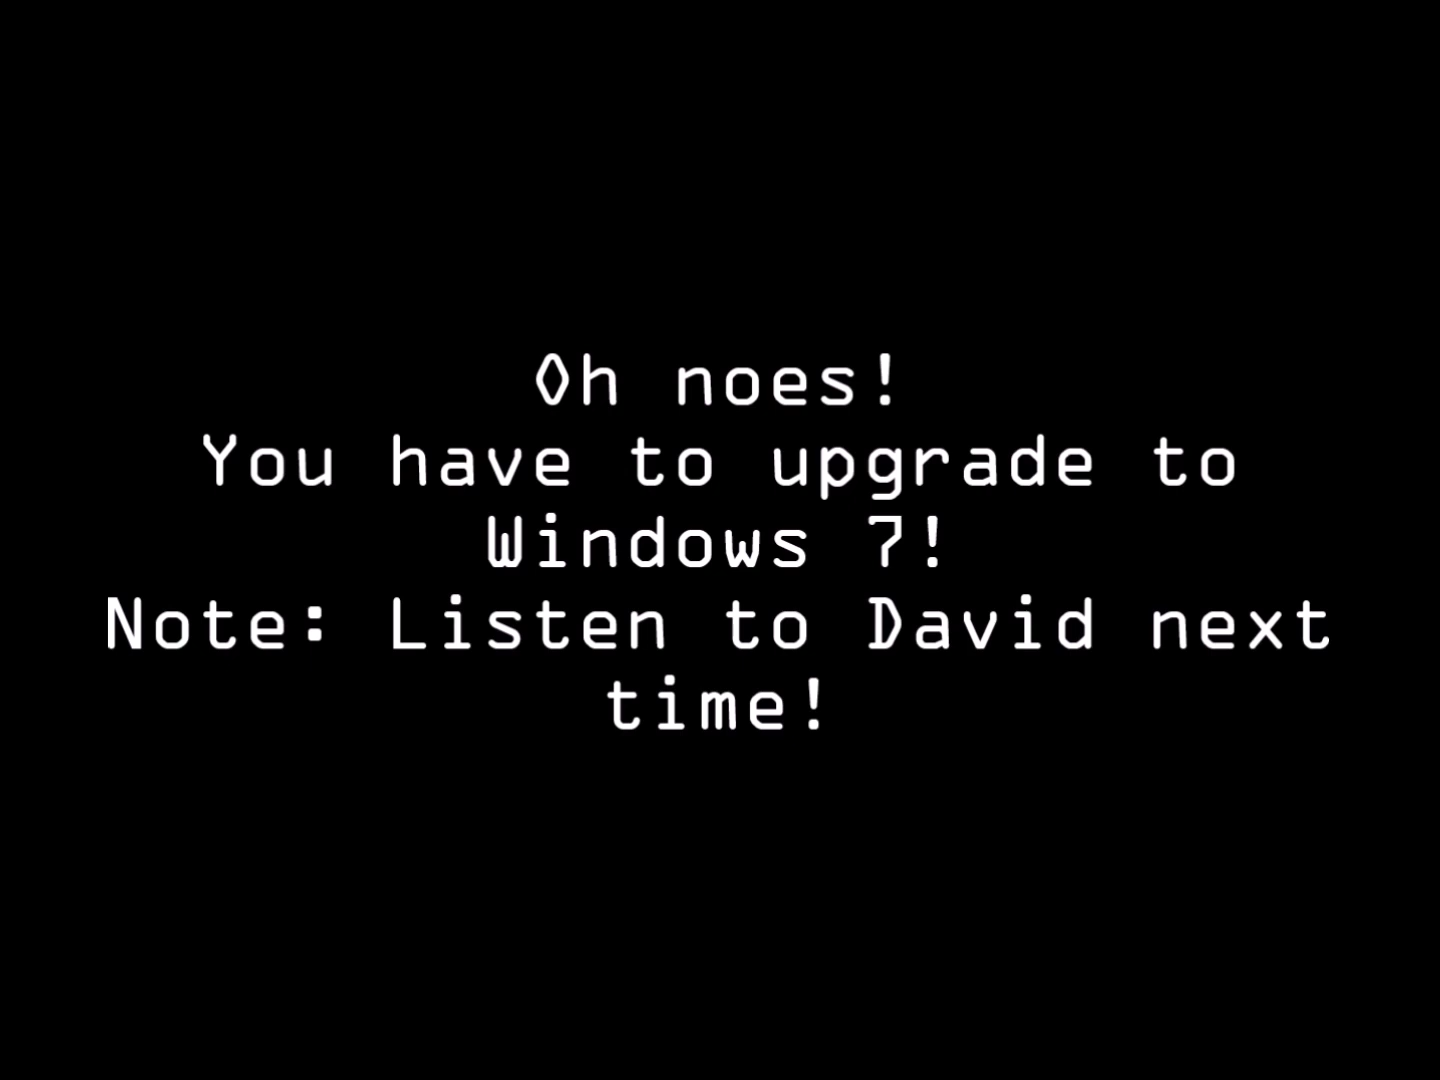 Oh noes!
You have to upgrade to
Windows 7!
Note: Listen to David next
time!